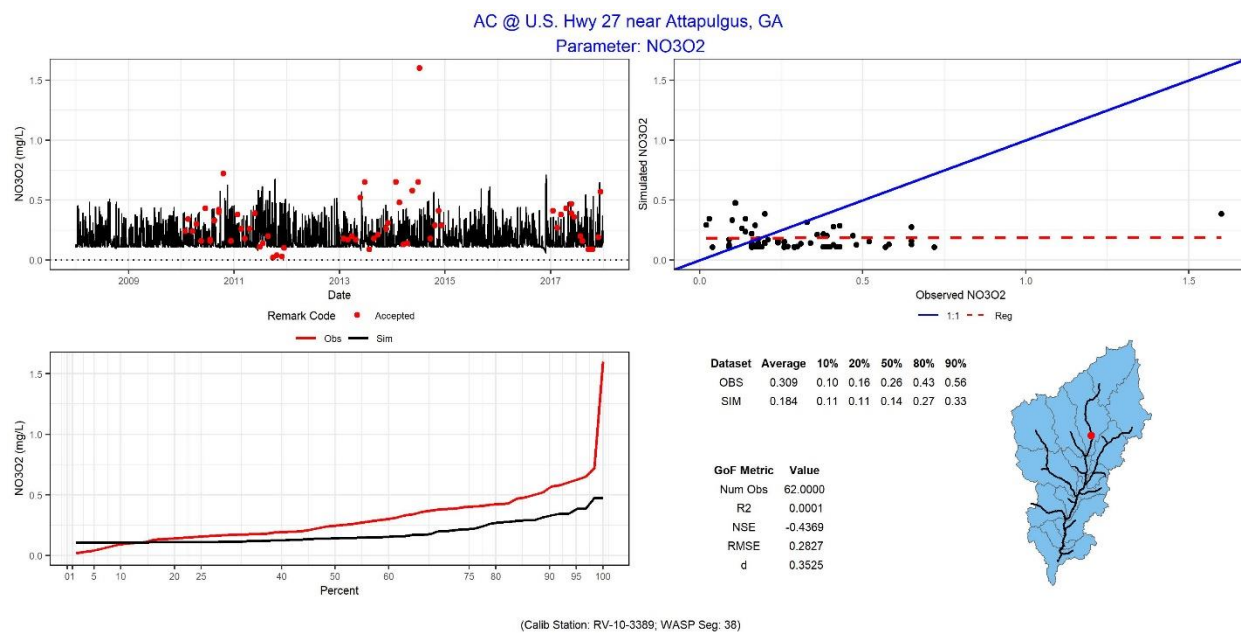 AC @ U.S. Hwy 27 near Attapulgus, GA
Parameter: NO3O2
NO3O2 (mg/L)
1.5
1.0
0.5
0.0
2009 2011 2013 2015 2017
Date
Remark Code Accepted
Simulated NO3O2
1.5
1.0
0.5
0.0
0.0 0.5 1.0 1.5
Observed NO3O2
1:1 Reg
Obs Sim
NO3O2 (mg/L)
1.5
1.0
0.5
0.0
0 1 5 10 20 25 40 60 75 80 90 95 100
Percent
Dataset Average 10% 20% 50% 80% 90%
OBS 0.309 0.10 0.16 0.26 0.43 0.56
SIM 0.184 0.11 0.11 0.14 0.27 0.33
GoF Metric Value
Num Obs 62.0000
R2 0.0001
NSE -0.4369
RMSE 0.2827
d 0.3525
(Calib Station: RV-10-3389; WASP Seg: 38)